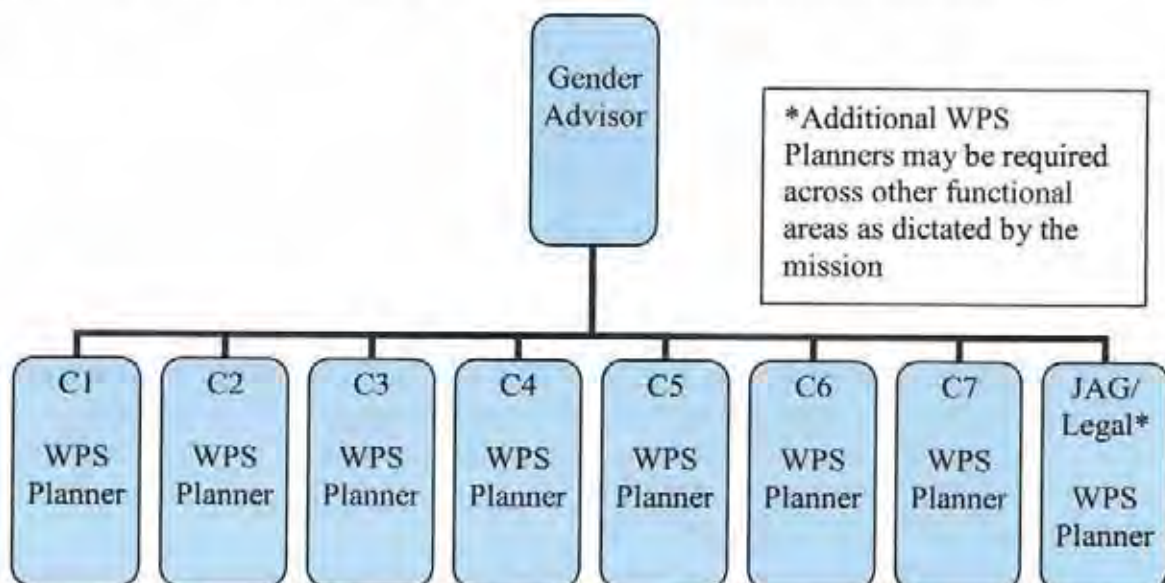 Gender
Advisor
*Additional WPS
Planners may be required
across other functional
areas as dictated by the
mission
C1
WPS
Planner
C2
WPS
Planner
C3
WPS
Planner
C4
WPS
Planner
C5
WPS
Planner
C6
WPS
Planner
C7
WPS
Planner
JAG/
Legal*
WPS
Planner